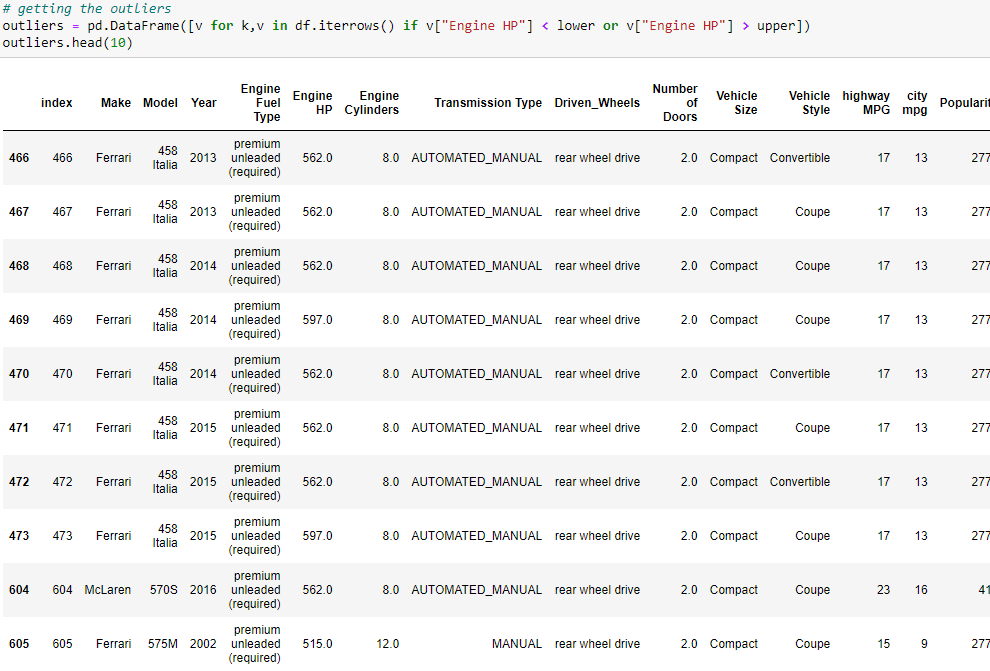 # getting the outliers
outliers = pd.DataFrame([v for k,v in df.iterrows() if v["Engine HP"] < lower or v["Engine HP"] > upper])
outliers.head(10)
index Make Model Year Engine Fuel Type Engine HP Engine Cylinders Transmission Type Driven_Wheels Number of Doors Vehicle Size Vehicle Style highway MPG city mpg
466 466 Ferrari 458 Italia 2013 premium unleaded (required) 562.0 8.0 AUTOMATED_MANUAL rear wheel drive 2.0 Compact Convertible 17 13 277
467 467 Ferrari 458 Italia 2013 premium unleaded (required) 562.0 8.0 AUTOMATED_MANUAL rear wheel drive 2.0 Compact Coupe 17 13 277
468 468 Ferrari 458 Italia 2014 premium unleaded (required) 562.0 8.0 AUTOMATED_MANUAL rear wheel drive 2.0 Compact Coupe 17 13 277
469 469 Ferrari 458 Italia 2014 premium unleaded (required) 597.0 8.0 AUTOMATED_MANUAL rear wheel drive 2.0 Compact Coupe 17 13 277
470 470 Ferrari 458 Italia 2014 premium unleaded (required) 562.0 8.0 AUTOMATED_MANUAL rear wheel drive 2.0 Compact Convertible 17 13 277
471 471 Ferrari 458 Italia 2015 premium unleaded (required) 562.0 8.0 AUTOMATED_MANUAL rear wheel drive 2.0 Compact Coupe 17 13 277
472 472 Ferrari 458 Italia 2015 premium unleaded (required) 562.0 8.0 AUTOMATED_MANUAL rear wheel drive 2.0 Compact Convertible 17 13 277
473 473 Ferrari 458 Italia 2015 premium unleaded (required) 597.0 8.0 AUTOMATED_MANUAL rear wheel drive 2.0 Compact Coupe 17 13 277
604 604 McLaren 570S 2016 premium unleaded (required) 562.0 8.0 AUTOMATED_MANUAL rear wheel drive 2.0 Compact Coupe 23 16 41
605 605 Ferrari 575M 2002 premium unleaded (required) 515.0 12.0 MANUAL rear wheel drive 2.0 Compact Coupe 15 9 277